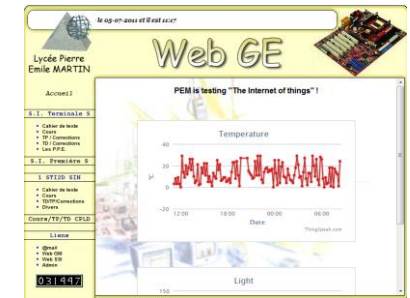 le 05-07-2011 et il est 11:17
Lycée Pierre
Emile MARTIN
Web GE
Accueil
S.I. Terminale S
Cahier de texte
Cours
TP / Corrections
TD / Corrections
Les P.P.E.
S.I. Première S
1 STI2D SIN
Cahier de texte
Cours
TD/TP/Corrections
Divers
Cours/TP/TD CPLD
Liens
@mail
Web GM
Web SSI
Admin
031447
PEM is testing "The Internet of things" !
Temperature
40
20
0
-20
°C
12:00
18:00
00:00
06:00
Date
ThingSpeak.com
Light
150